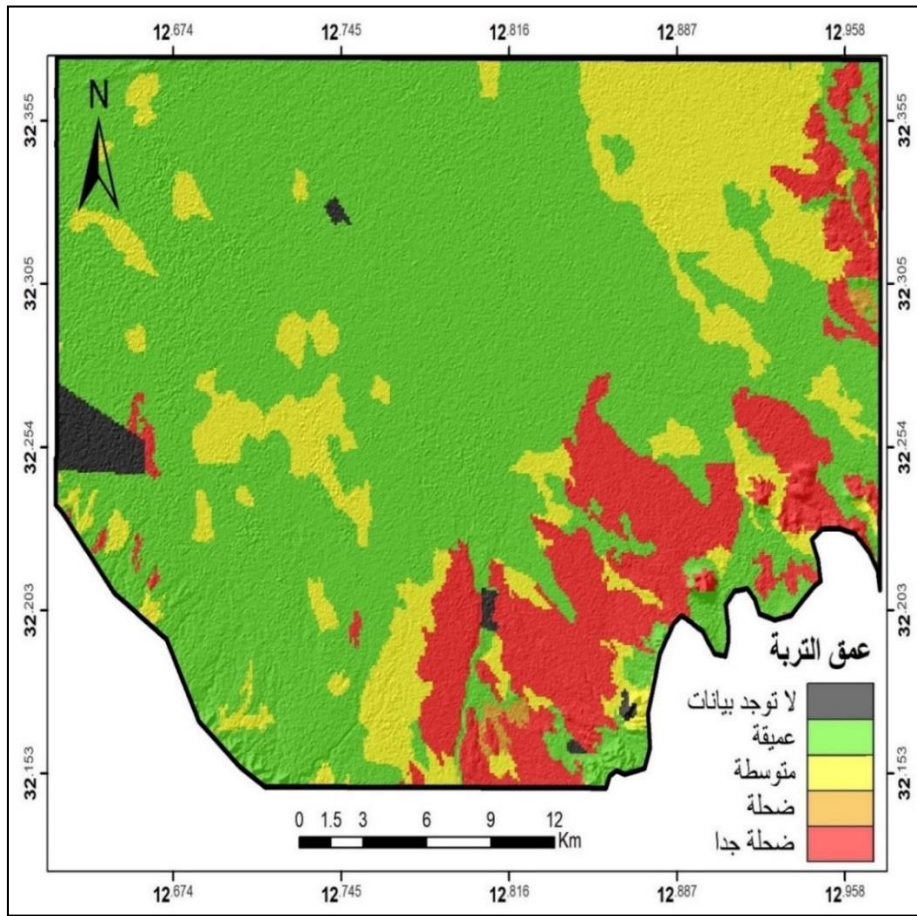 12.674 12.745 12.816 12.887 12.958
N
32.355 32.355
32.305 32.305
32.254 32.254
32.203 32.203
32.153 32.153
عمق التربة
لا توجد بيانات
عميقة
متوسطة
ضحلة
ضحلة جدا
0 1.5 3 6 9 12
Km
12.674 12.745 12.816 12.887 12.958